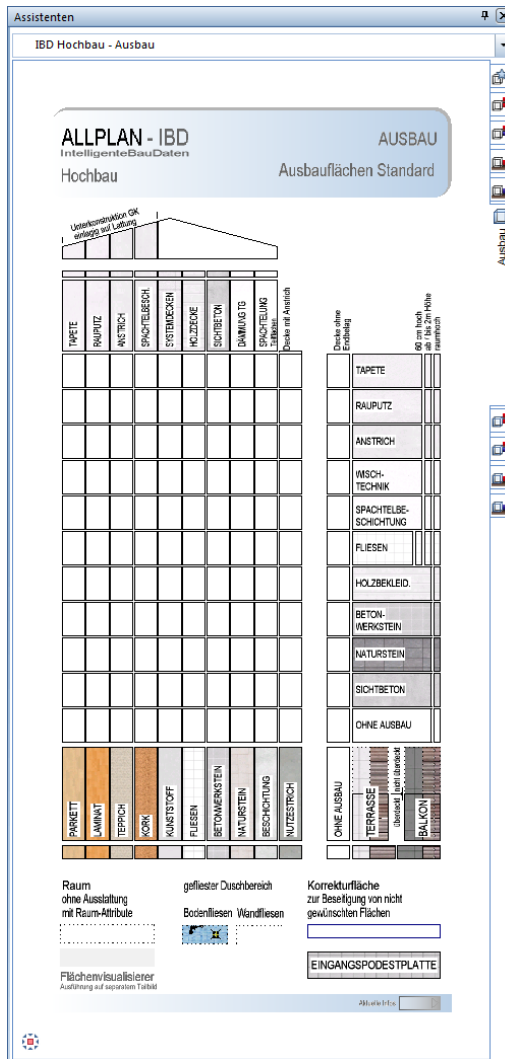 Assistenten
IBD Hochbau - Ausbau
ALLPLAN - IBD
IntelligenteBauDaten
Hochbau
AUSBAU
Ausbauflächen Standard
Ausbau
Unterkonstruktion GK
einlagig auf Lattung
TAPETE
RAUPUTZ
ANSTRICH
SPACHTELBESCH.
SYSTEMDECKEN
HOLZDECKE
SICHTBETON
DÄMMUNG TG
SPACHTELUNG
Teilflächen
Decke mit Anstrich
Decke ohne
Endbelag
60 cm hoch
ab / bis 2m Höhe
raumhoch
TAPETE
RAUPUTZ
ANSTRICH
WISCH-
TECHNIK
SPACHTELBE-
SCHICHTUNG
FLIESEN
HOLZBEKLEID.
BETON-
WERKSTEIN
NATURSTEIN
SICHTBETON
OHNE AUSBAU
PARKETT
LAMINAT
TEPPICH
KORK
KUNSTSTOFF
FLIESEN
BETONWERKSTEIN
NATURSTEIN
BESCHICHTUNG
NUTZESTRICH
OHNE AUSBAU
TERRASSE
überdeckt
nicht überdeckt
BALKON
Raum
ohne Ausstattung
mit Raum-Attribute
gefliester Duschbereich
Bodenfliesen Wandfliesen
Korrekturfläche
zur Beseitigung von nicht
gewünschten Flächen
EINGANGSPODESTPLATTE
Flächenvisualisierer
Ausführung auf separatem Teilbild
Aktuelle Infos